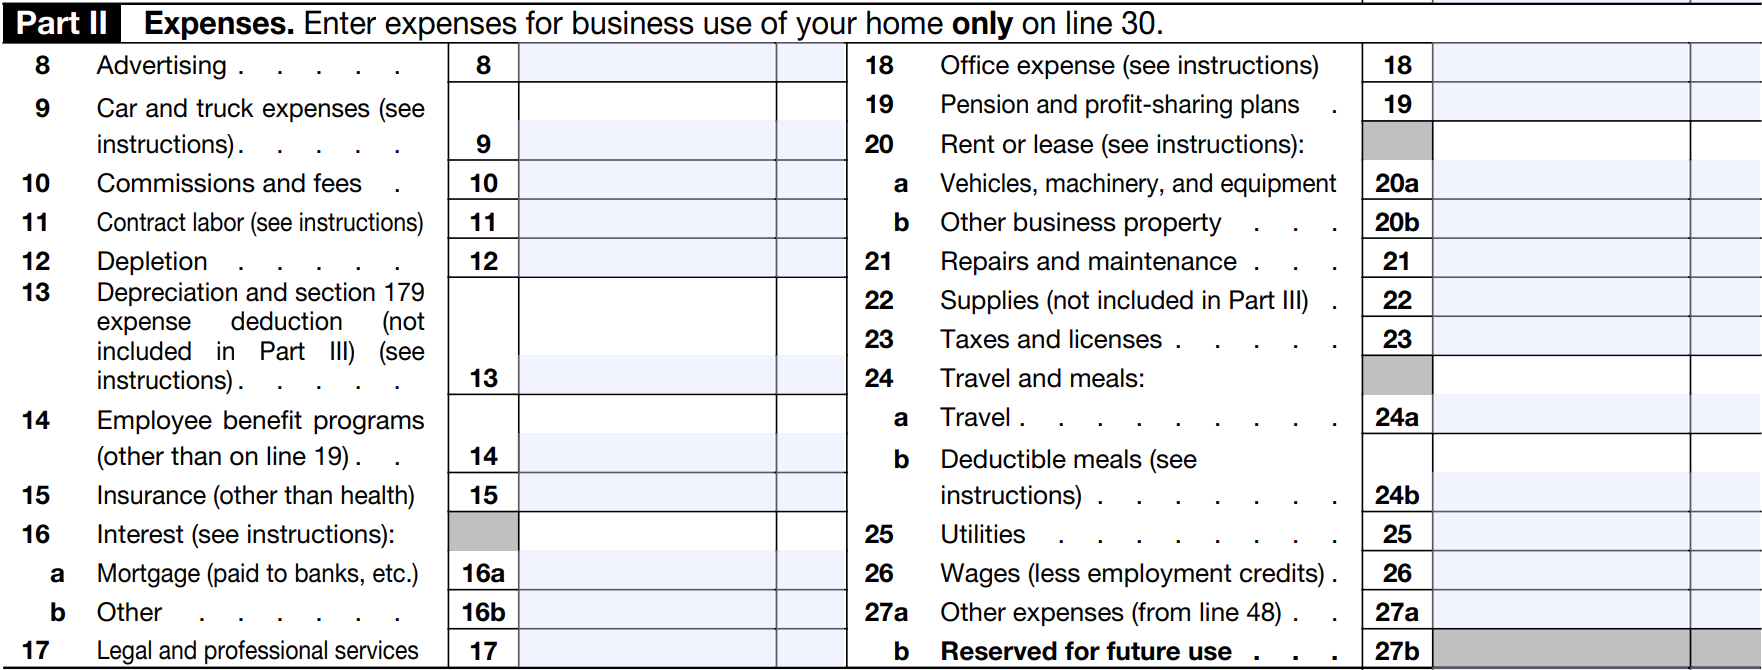 Part II Expenses. Enter expenses for business use of your home only on line 30.
8 Advertising . . . . . 8
9 Car and truck expenses (see
instructions) . . . . . 9
10 Commissions and fees . 10
11 Contract labor (see instructions) 11
12 Depletion . . . . . 12
13 Depreciation and section 179
expense deduction (not
included in Part III) (see
instructions) . . . . . 13
14 Employee benefit programs
(other than on line 19) . . 14
15 Insurance (other than health) 15
16 Interest (see instructions):
a Mortgage (paid to banks, etc.) 16a
b Other . . . . . . 16b
17 Legal and professional services 17
18 Office expense (see instructions) 18
19 Pension and profit-sharing plans . 19
20 Rent or lease (see instructions):
a Vehicles, machinery, and equipment 20a
b Other business property . . . 20b
21 Repairs and maintenance . . . 21
22 Supplies (not included in Part III) . 22
23 Taxes and licenses . . . . . 23
24 Travel and meals:
a Travel . . . . . . . . . 24a
b Deductible meals (see
instructions) . . . . . . . 24b
25 Utilities . . . . . . . . 25
26 Wages (less employment credits) . 26
27a Other expenses (from line 48) . . 27a
b Reserved for future use . . . 27b